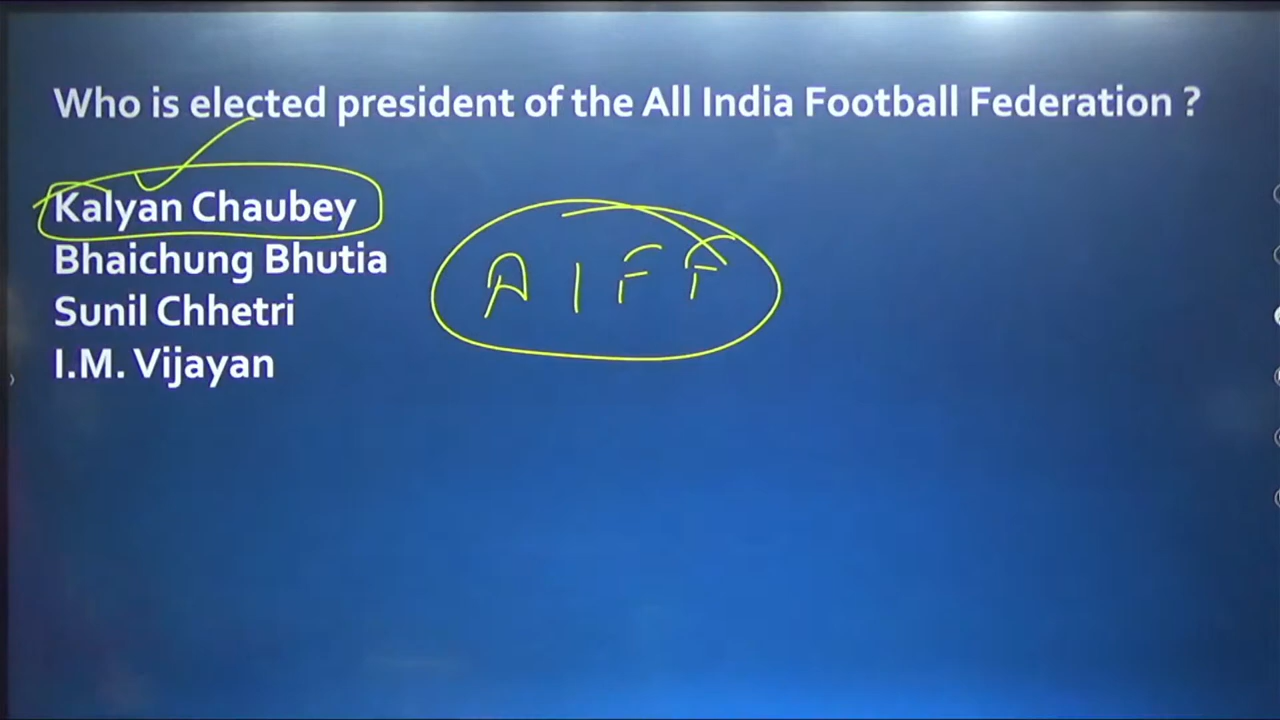 Who is elected president of the All India Football Federation ?
Kalyan Chaubey
Bhaichung Bhutia
Sunil Chhetri
I.M. Vijayan
AIFF